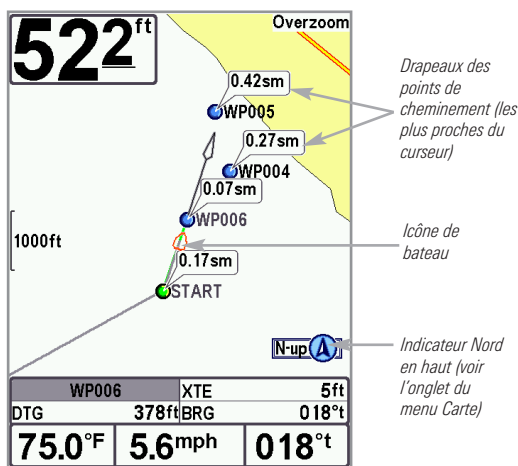 522 ft
Overzoom
0.42sm
WP005
0.27sm
WP004
0.07sm
WP006
1000ft
0.17sm
START
N-up
WP006
XTE 5ft
DTG 378ft
BRG 018°t
75.0°F
5.6mph
018°t
Drapeaux des
points de
cheminement (les
plus proches du
curseur)
Icône de
bateau
Indicateur Nord
en haut (voir
l'onglet du
menu Carte)